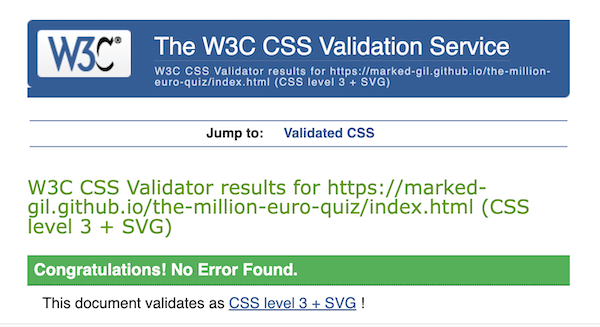 W3C®
The W3C CSS Validation Service
W3C CSS Validator results for https://marked-gil.github.io/the-million-
euro-quiz/index.html (CSS level 3 + SVG)
Jump to: Validated CSS
W3C CSS Validator results for https://marked-
gil.github.io/the-million-euro-quiz/index.html (CSS
level 3 + SVG)
Congratulations! No Error Found.
This document validates as CSS level 3 + SVG !